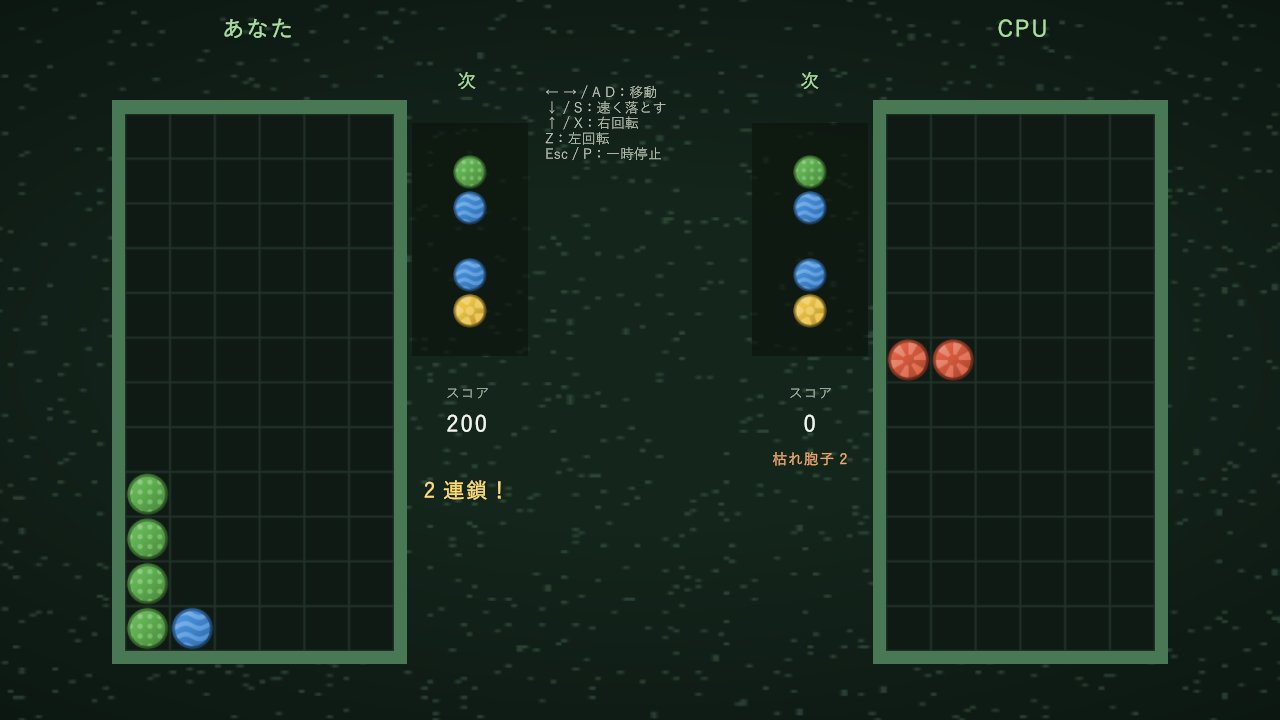 あなた
次
← → / A D：移動
↓ / S：速く落とす
↑ / X：右回転
Z：左回転
Esc / P：一時停止
スコア
200
2 連鎖！
CPU
次
スコア
0
枯れ胞子 2